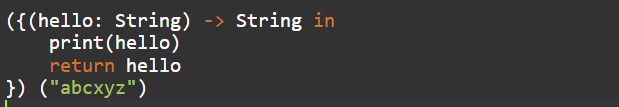 ({(hello: String) -> String in
    print(hello)
    return hello
}) ("abcxyz")